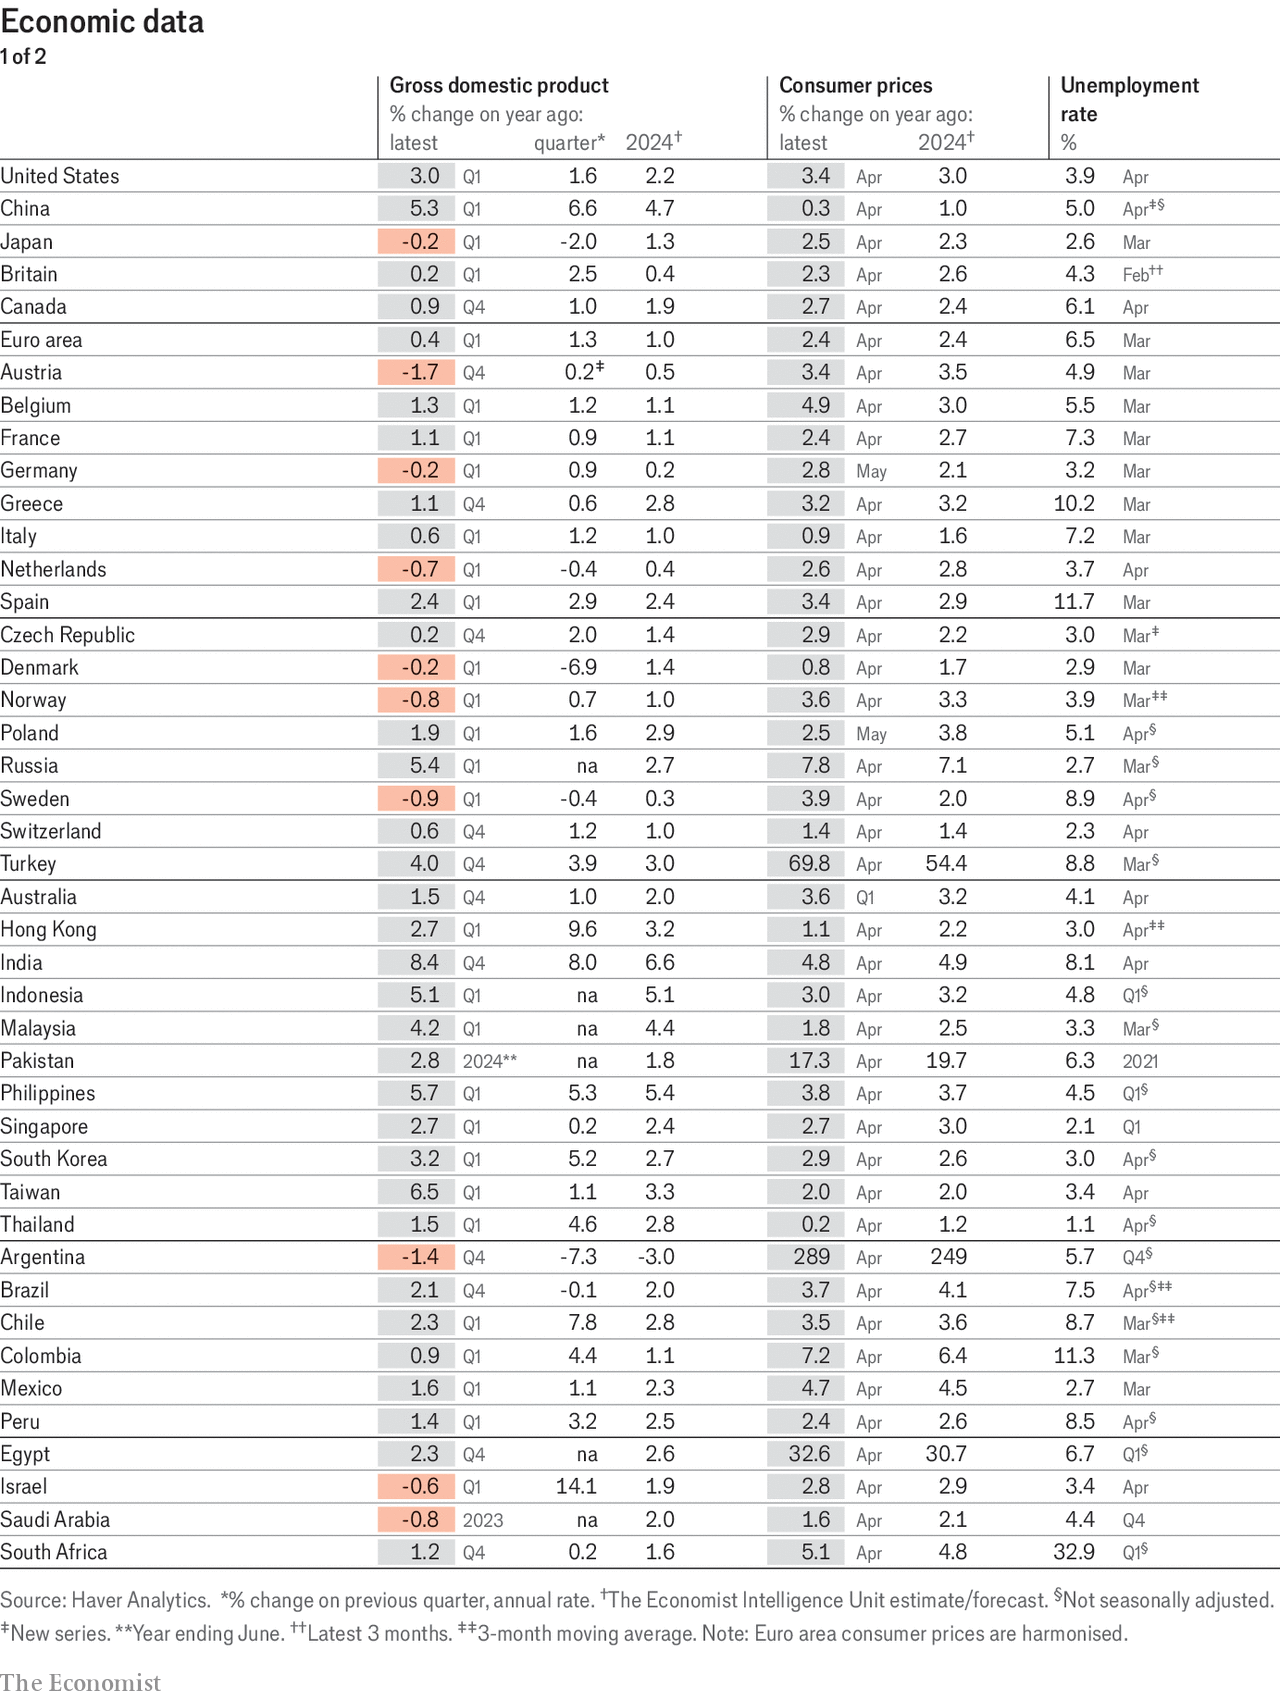 Economic data
1 of 2
Gross domestic product Consumer prices Unemployment
% change on year ago: % change on year ago: rate
latest quarter* 2024† latest 2024† %
United States 3.0 Q1 1.6 2.2 3.4 Apr 3.0 3.9 Apr
China 5.3 Q1 6.6 4.7 0.3 Apr 1.0 5.0 Apr‡§
Japan -0.2 Q1 -2.0 1.3 2.5 Apr 2.3 2.6 Mar
Britain 0.2 Q1 2.5 0.4 2.3 Apr 2.6 4.3 Feb††
Canada 0.9 Q4 1.0 1.9 2.7 Apr 2.4 6.1 Apr
Euro area 0.4 Q1 1.3 1.0 2.4 Apr 2.4 6.5 Mar
Austria -1.7 Q4 0.2‡ 0.5 3.4 Apr 3.5 4.9 Mar
Belgium 1.3 Q1 1.2 1.1 4.9 Apr 3.0 5.5 Mar
France 1.1 Q1 0.9 1.1 2.4 Apr 2.7 7.3 Mar
Germany -0.2 Q1 0.9 0.2 2.8 May 2.1 3.2 Mar
Greece 1.1 Q4 0.6 2.8 3.2 Apr 3.2 10.2 Mar
Italy 0.6 Q1 1.2 1.0 0.9 Apr 1.6 7.2 Mar
Netherlands -0.7 Q1 -0.4 0.4 2.6 Apr 2.8 3.7 Apr
Spain 2.4 Q1 2.9 2.4 3.4 Apr 2.9 11.7 Mar
Czech Republic 0.2 Q4 2.0 1.4 2.9 Apr 2.2 3.0 Mar‡
Denmark -0.2 Q1 -6.9 1.4 0.8 Apr 1.7 2.9 Mar
Norway -0.8 Q1 0.7 1.0 3.6 Apr 3.3 3.9 Mar‡‡
Poland 1.9 Q1 1.6 2.9 2.5 May 3.8 5.1 Apr§
Russia 5.4 Q1 na 2.7 7.8 Apr 7.1 2.7 Mar§
Sweden -0.9 Q1 -0.4 0.3 3.9 Apr 2.0 8.9 Apr§
Switzerland 0.6 Q4 1.2 1.0 1.4 Apr 1.4 2.3 Apr
Turkey 4.0 Q4 3.9 3.0 69.8 Apr 54.4 8.8 Mar§
Australia 1.5 Q4 1.0 2.0 3.6 Q1 3.2 4.1 Apr
Hong Kong 2.7 Q1 9.6 3.2 1.1 Apr 2.2 3.0 Apr‡‡
India 8.4 Q4 8.0 6.6 4.8 Apr 4.9 8.1 Apr
Indonesia 5.1 Q1 na 5.1 3.0 Apr 3.2 4.8 Q1§
Malaysia 4.2 Q1 na 4.4 1.8 Apr 2.5 3.3 Mar§
Pakistan 2.8 2024** na 1.8 17.3 Apr 19.7 6.3 2021
Philippines 5.7 Q1 5.3 5.4 3.8 Apr 3.7 4.5 Q1§
Singapore 2.7 Q1 0.2 2.4 2.7 Apr 3.0 2.1 Q1
South Korea 3.2 Q1 5.2 2.7 2.9 Apr 2.6 3.0 Apr§
Taiwan 6.5 Q1 1.1 3.3 2.0 Apr 2.0 3.4 Apr
Thailand 1.5 Q1 4.6 2.8 0.2 Apr 1.2 1.1 Apr§
Argentina -1.4 Q4 -7.3 -3.0 289 Apr 249 5.7 Q4§
Brazil 2.1 Q4 -0.1 2.0 3.7 Apr 4.1 7.5 Apr§‡‡
Chile 2.3 Q1 7.8 2.8 3.5 Apr 3.6 8.7 Mar§‡‡
Colombia 0.9 Q1 4.4 1.1 7.2 Apr 6.4 11.3 Mar§
Mexico 1.6 Q1 1.1 2.3 4.7 Apr 4.5 2.7 Mar
Peru 1.4 Q1 3.2 2.5 2.4 Apr 2.6 8.5 Apr§
Egypt 2.3 Q4 na 2.6 32.6 Apr 30.7 6.7 Q1§
Israel -0.6 Q1 14.1 1.9 2.8 Apr 2.9 3.4 Apr
Saudi Arabia -0.8 2023 na 2.0 1.6 Apr 2.1 4.4 Q4
South Africa 1.2 Q4 0.2 1.6 5.1 Apr 4.8 32.9 Q1§
Source: Haver Analytics. *% change on previous quarter, annual rate. †The Economist Intelligence Unit estimate/forecast. §Not seasonally adjusted.
‡New series. **Year ending June. ††Latest 3 months. ‡‡3-month moving average. Note: Euro area consumer prices are harmonised.
The Economist